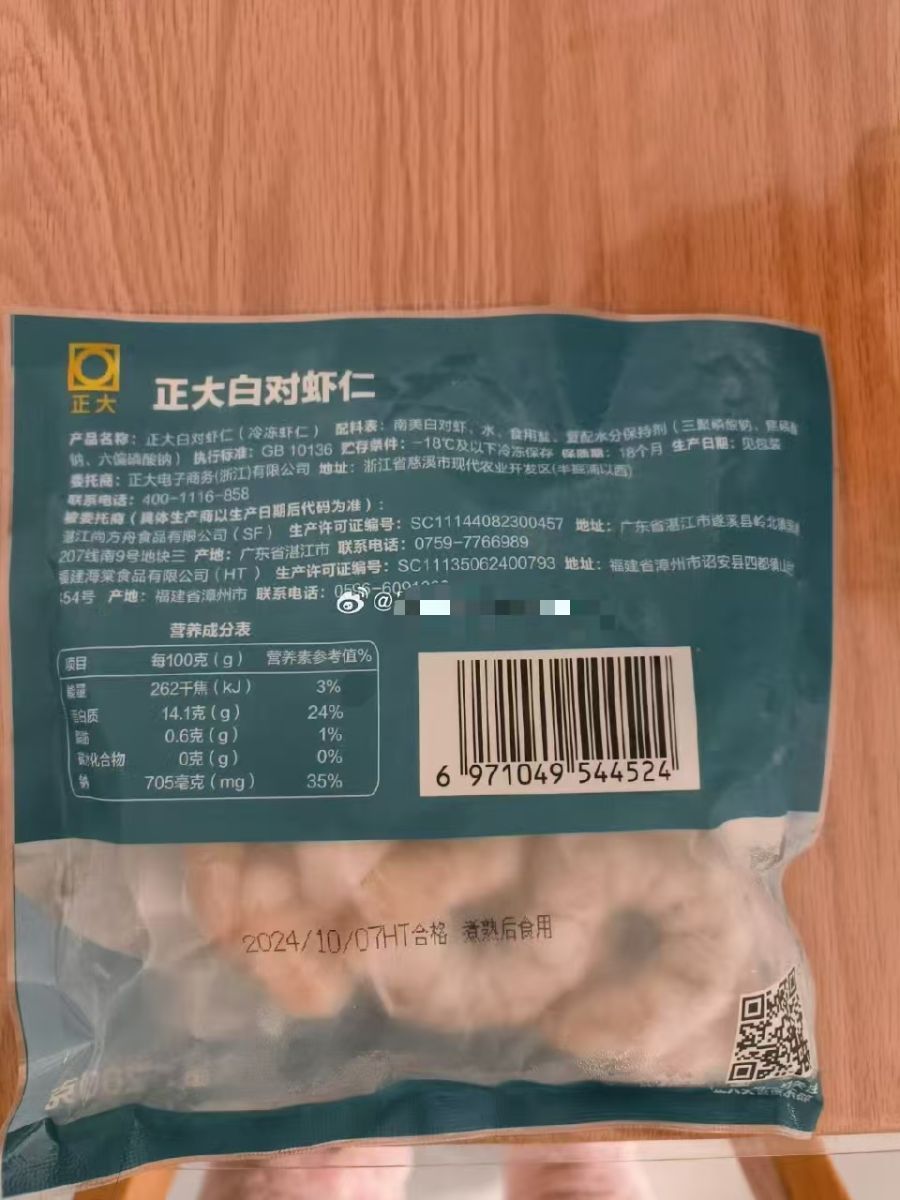 正大
正大白对虾仁
产品名称：正大白对虾仁（冷冻虾仁） 配料表：南美白对虾、水、食用盐、复配水分保持剂（三聚磷酸钠、焦磷酸
钠、六偏磷酸钠） 执行标准：GB 10136 贮存条件：-18℃及以下冷冻保存 保质期：18个月 生产日期：见包装
委托商：正大电子商务(浙江)有限公司 地址：浙江省慈溪市现代农业开发区(半掘浦以西)
联系电话：400-1116-858
被委托商（具体生产商以生产日期后代码为准）：
湛江尚方舟食品有限公司（SF） 生产许可证编号：SC11144082300457 地址：广东省湛江市遂溪县岭北镇
207线南9号地块三 产地：广东省湛江市 联系电话：0759-7766989
福建海莱食品有限公司（HT ） 生产许可证编号：SC11135062400793 地址：福建省漳州市诏安县四都镇
54号 产地：福建省漳州市 联系电话：
@
营养成分表
项目 每100克（g） 营养素参考值%
能量 262千焦（kJ） 3%
蛋白质 14.1克（g） 24%
脂肪 0.6克（g） 1%
碳水化合物 0克（g） 0%
钠 705毫克（mg） 35%
6 971049 544524
2024/10/07HT合格 煮熟后食用